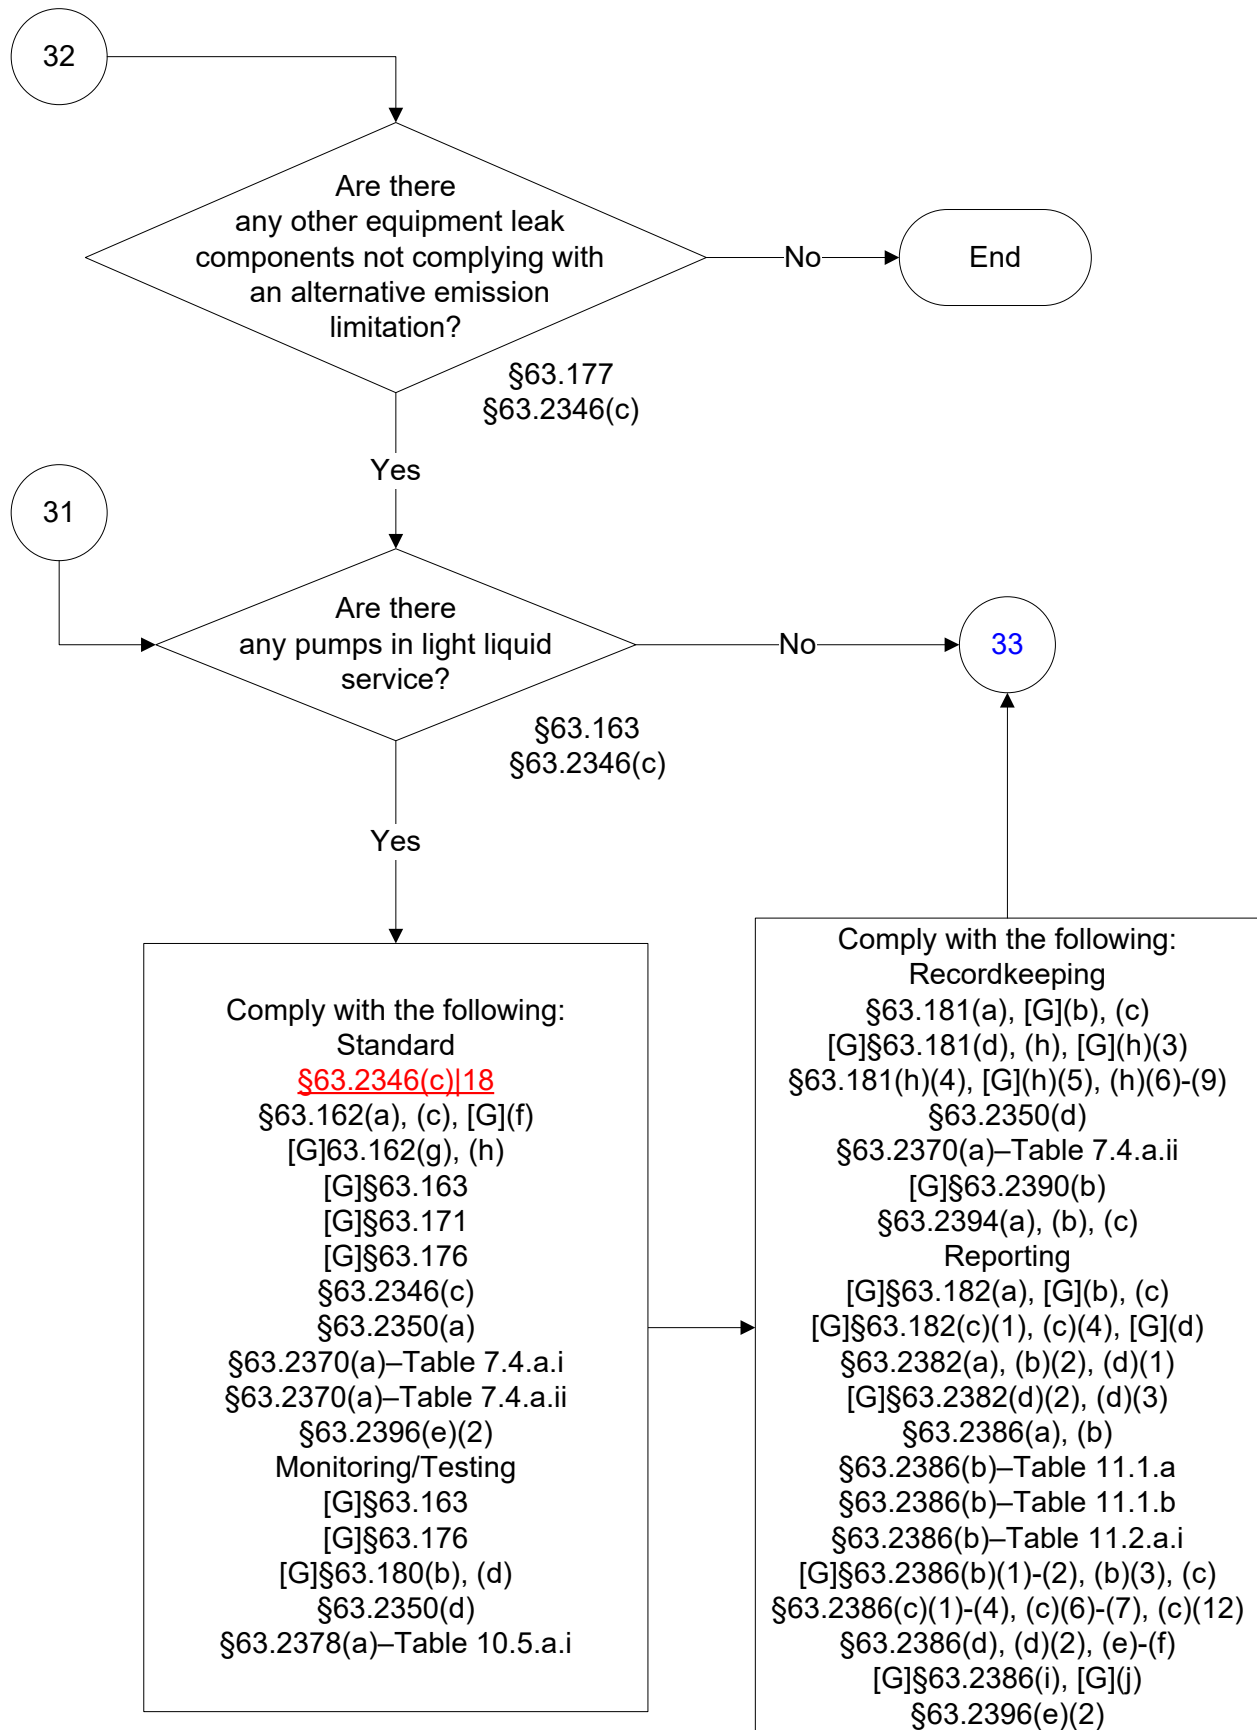 32
Are there
any other equipment leak
components not complying with
an alternative emission
limitation?
No
End
§63.177
§63.2346(c)
Yes
31
Are there
any pumps in light liquid
service?
No
33
§63.163
§63.2346(c)
Yes
Comply with the following:
Standard
§63.2346(c)|18
§63.162(a), (c), [G](f)
[G]63.162(g), (h)
[G]§63.163
[G]§63.171
[G]§63.176
§63.2346(c)
§63.2350(a)
§63.2370(a)–Table 7.4.a.i
§63.2370(a)–Table 7.4.a.ii
§63.2396(e)(2)
Monitoring/Testing
[G]§63.163
[G]§63.176
[G]§63.180(b), (d)
§63.2350(d)
§63.2378(a)–Table 10.5.a.i
Comply with the following:
Recordkeeping
§63.181(a), [G](b), (c)
[G]§63.181(d), (h), [G](h)(3)
§63.181(h)(4), [G](h)(5), (h)(6)-(9)
§63.2350(d)
§63.2370(a)–Table 7.4.a.ii
[G]§63.2390(b)
§63.2394(a), (b), (c)
Reporting
[G]§63.182(a), [G](b), (c)
[G]§63.182(c)(1), (c)(4), [G](d)
§63.2382(a), (b)(2), (d)(1)
[G]§63.2382(d)(2), (d)(3)
§63.2386(a), (b)
§63.2386(b)–Table 11.1.a
§63.2386(b)–Table 11.1.b
§63.2386(b)–Table 11.2.a.i
[G]§63.2386(b)(1)-(2), (b)(3), (c)
§63.2386(c)(1)-(4), (c)(6)-(7), (c)(12)
§63.2386(d), (d)(2), (e)-(f)
[G]§63.2386(i), [G](j)
§63.2396(e)(2)